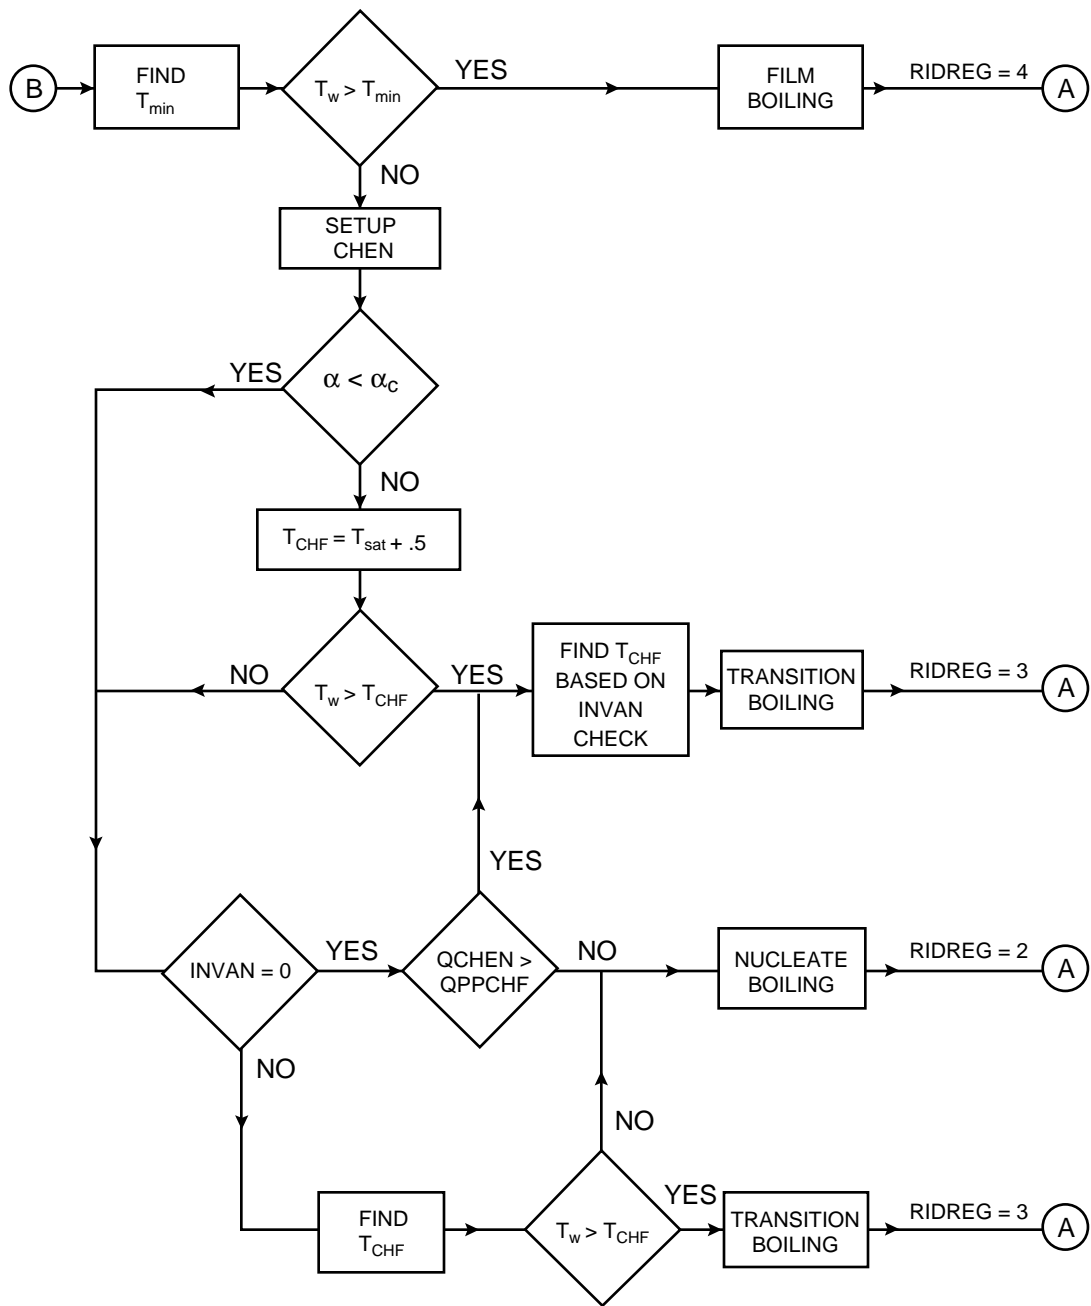 B
FIND
T_min
T_w > T_min
YES
FILM
BOILING
RIDREG = 4
A
NO
SETUP
CHEN
YES
α < α_c
NO
T_CHF = T_sat + .5
NO
T_w > T_CHF
YES
FIND T_CHF
BASED ON
INVAN
CHECK
TRANSITION
BOILING
RIDREG = 3
A
YES
INVAN = 0
YES
QCHEN >
QPPCHF
NO
NUCLEATE
BOILING
RIDREG = 2
A
NO
NO
FIND
T_CHF
T_w > T_CHF
YES
TRANSITION
BOILING
RIDREG = 3
A